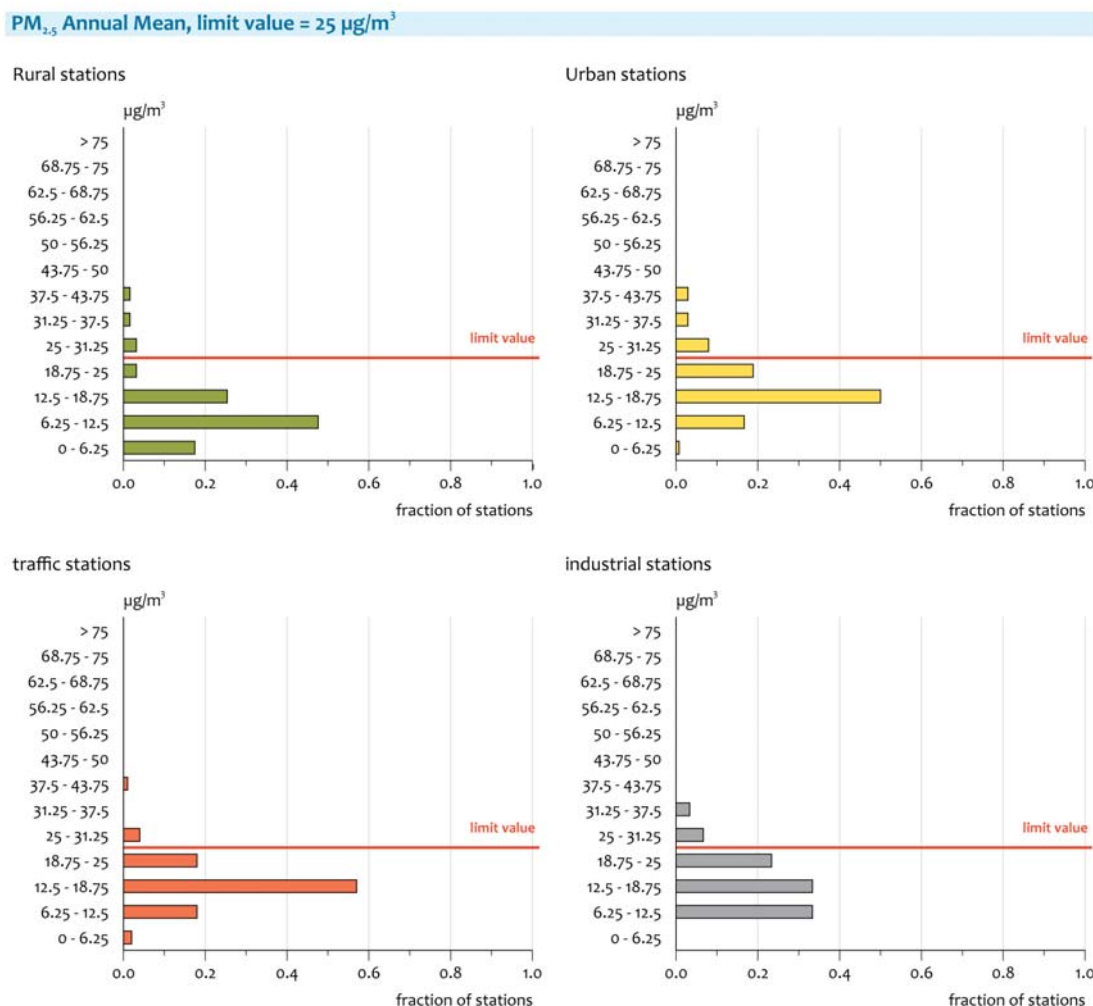 PM₂.₅ Annual Mean, limit value = 25 µg/m³
Rural stations
µg/m³
> 75
68.75 - 75
62.5 - 68.75
56.25 - 62.5
50 - 56.25
43.75 - 50
37.5 - 43.75
31.25 - 37.5
25 - 31.25
limit value
18.75 - 25
12.5 - 18.75
6.25 - 12.5
0 - 6.25
0.0 0.2 0.4 0.6 0.8 1.0
fraction of stations
Urban stations
µg/m³
> 75
68.75 - 75
62.5 - 68.75
56.25 - 62.5
50 - 56.25
43.75 - 50
37.5 - 43.75
31.25 - 37.5
25 - 31.25
limit value
18.75 - 25
12.5 - 18.75
6.25 - 12.5
0 - 6.25
0.0 0.2 0.4 0.6 0.8 1.0
fraction of stations
traffic stations
µg/m³
> 75
68.75 - 75
62.5 - 68.75
56.25 - 62.5
50 - 56.25
43.75 - 50
37.5 - 43.75
31.25 - 37.5
25 - 31.25
limit value
18.75 - 25
12.5 - 18.75
6.25 - 12.5
0 - 6.25
0.0 0.2 0.4 0.6 0.8 1.0
fraction of stations
industrial stations
µg/m³
> 75
68.75 - 75
62.5 - 68.75
56.25 - 62.5
50 - 56.25
43.75 - 50
37.5 - 43.75
31.25 - 37.5
25 - 31.25
limit value
18.75 - 25
12.5 - 18.75
6.25 - 12.5
0 - 6.25
0.0 0.2 0.4 0.6 0.8 1.0
fraction of stations